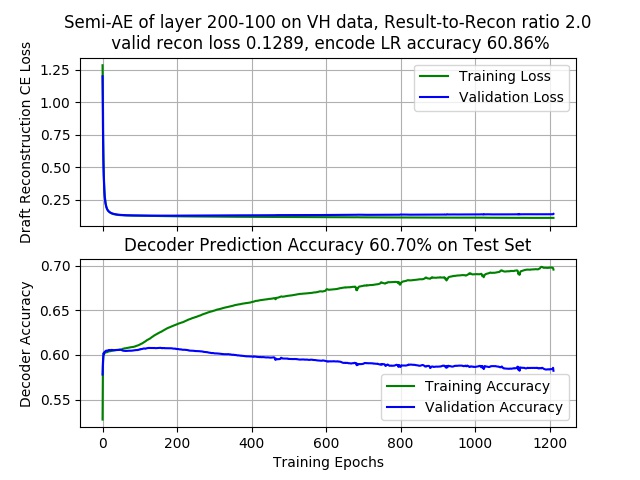 Semi-AE of layer 200-100 on VH data, Result-to-Recon ratio 2.0
valid recon loss 0.1289, encode LR accuracy 60.86%
Draft Reconstruction CE Loss
1.25
1.00
0.75
0.50
0.25
Training Loss
Validation Loss
Decoder Prediction Accuracy 60.70% on Test Set
Decoder Accuracy
0.70
0.65
0.60
0.55
Training Accuracy
Validation Accuracy
0 200 400 600 800 1000 1200
Training Epochs